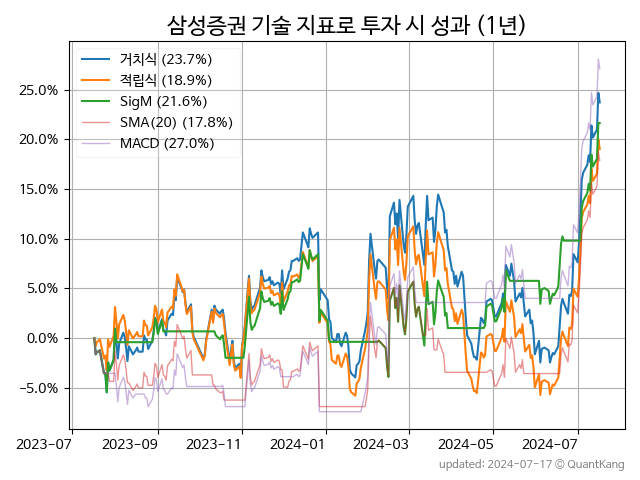 삼성증권 기술 지표로 투자 시 성과 (1년)
거치식 (23.7%)
적립식 (18.9%)
SigM (21.6%)
SMA(20) (17.8%)
MACD (27.0%)
25.0%
20.0%
15.0%
10.0%
5.0%
0.0%
−5.0%
2023-07 2023-09 2023-11 2024-01 2024-03 2024-05 2024-07
updated: 2024-07-17 © QuantKang